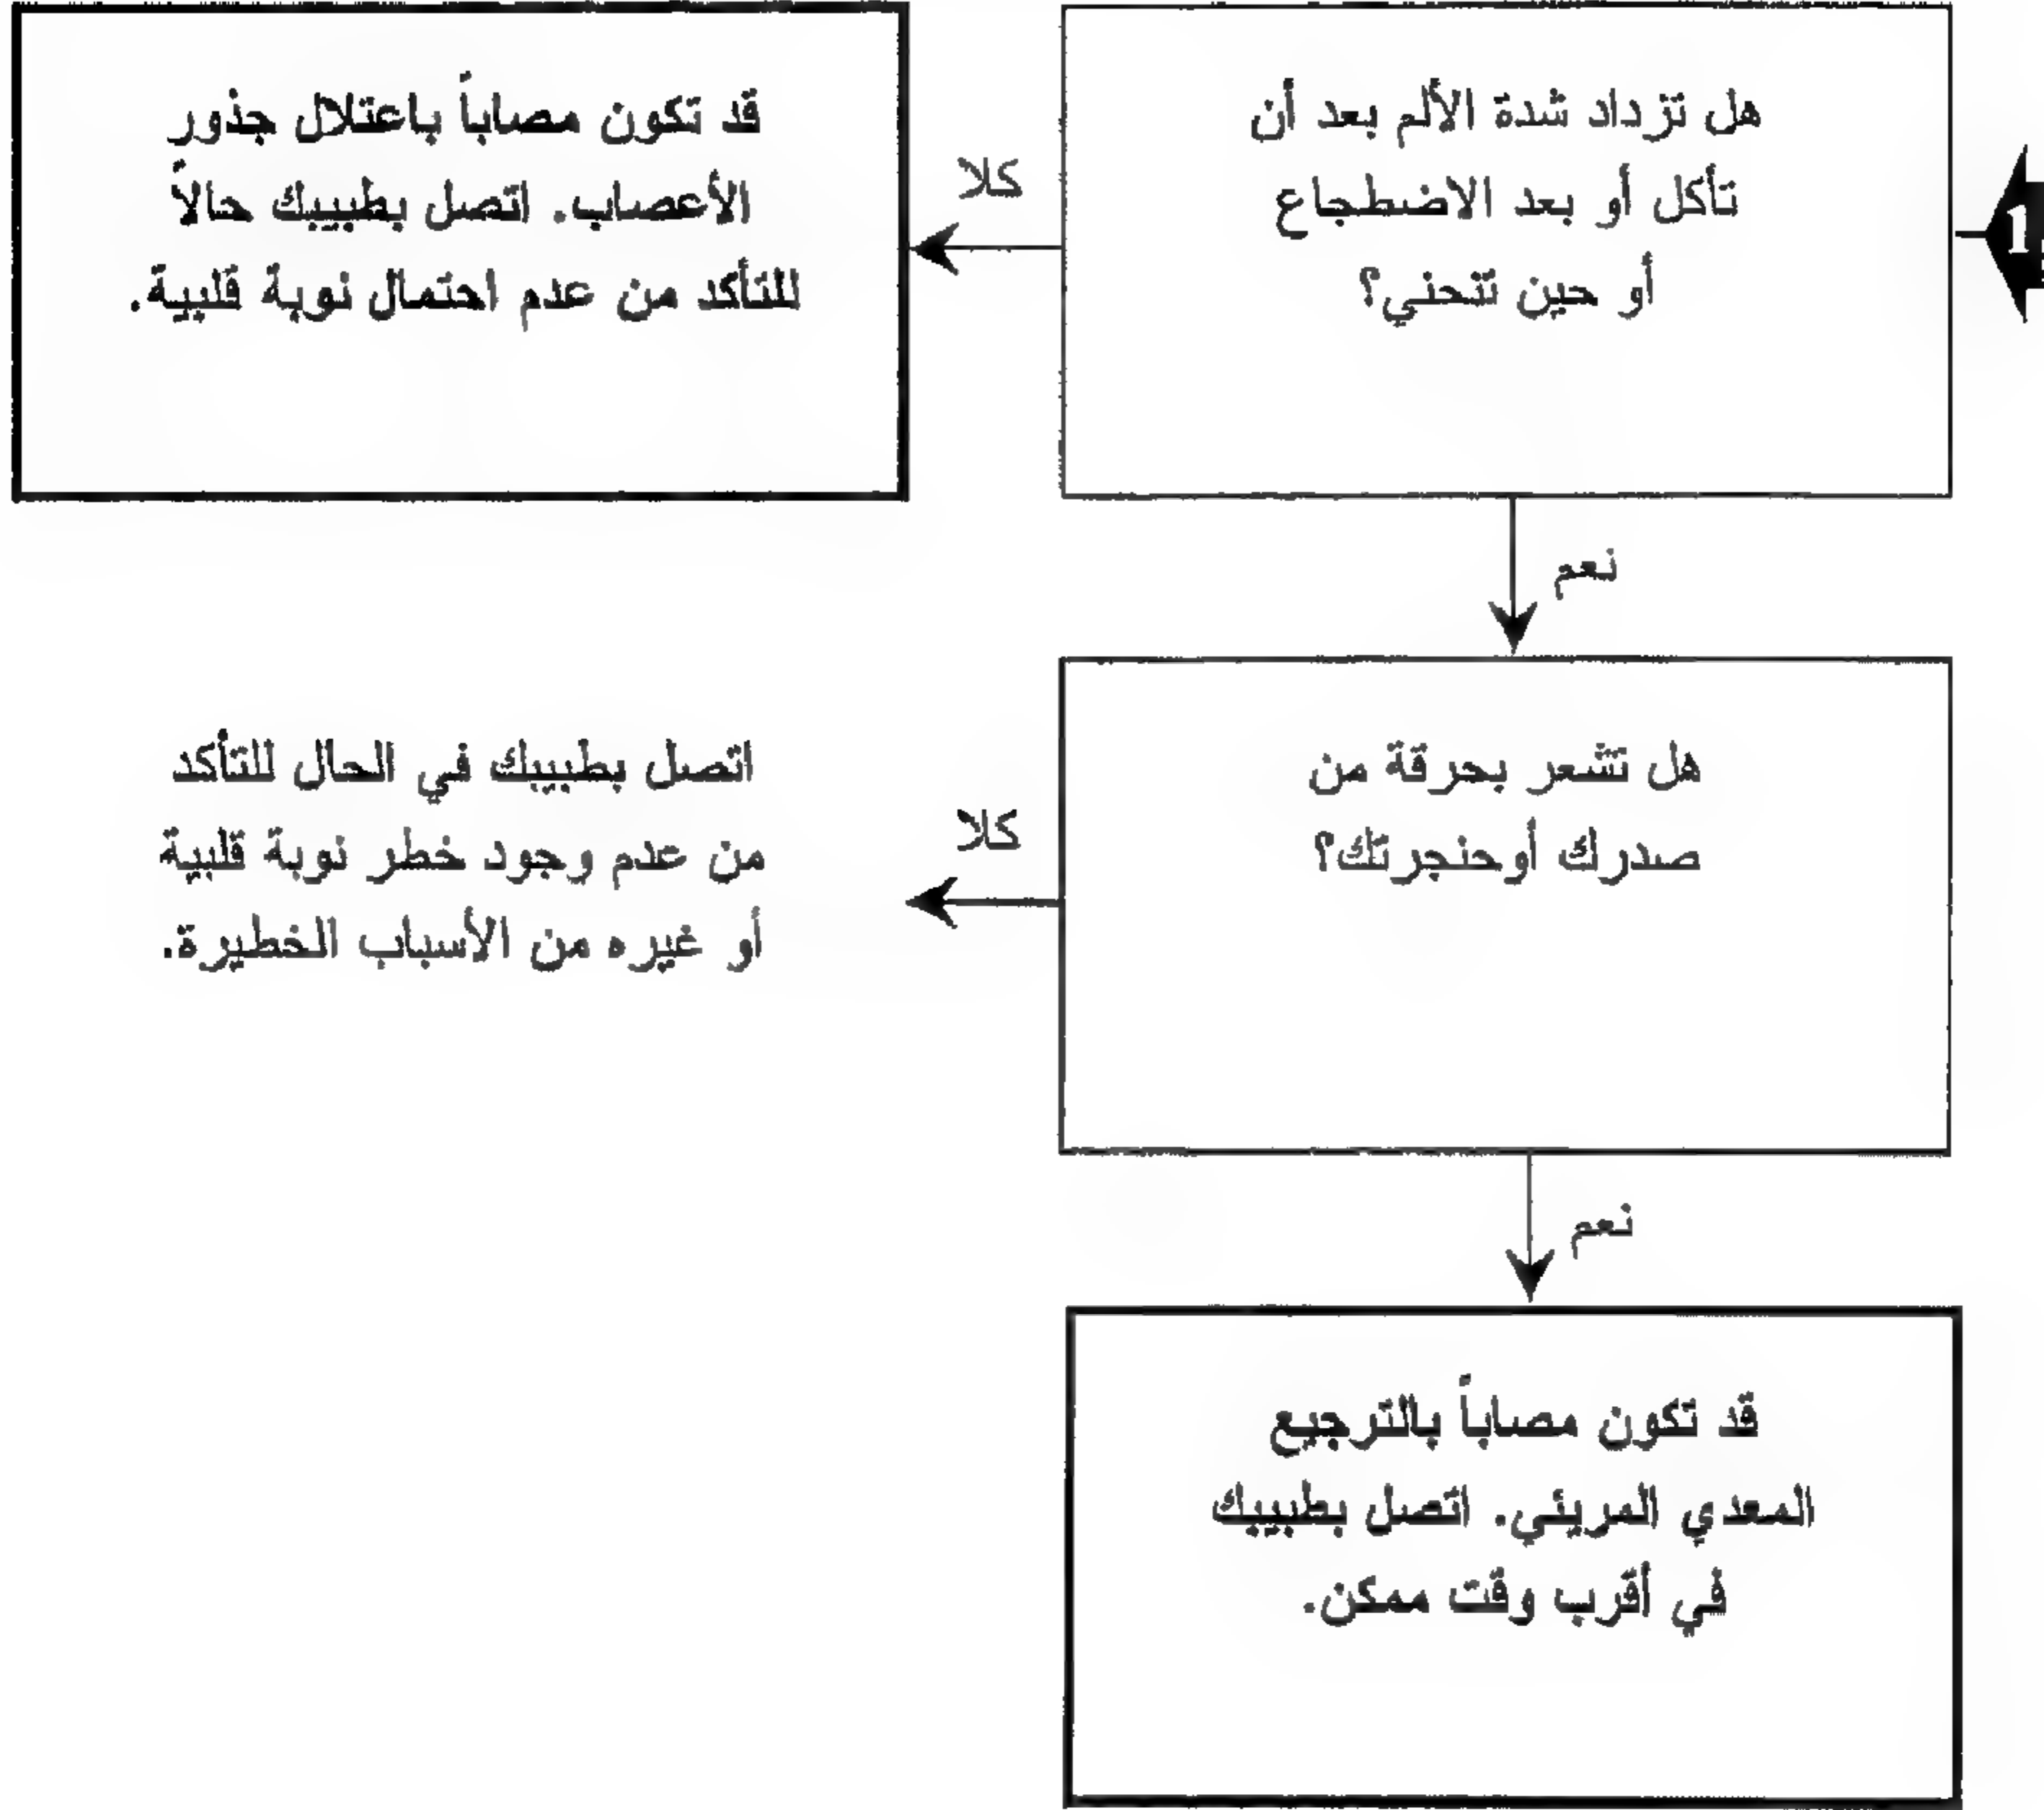 1
هل تزداد شدة الألم بعد أن
تأكل أو بعد الاضطجاع
أو حين تنحني؟
كلا
قد تكون مصاباً باعتلال جذور
الأعصاب. اتصل بطبيبك حالاً
للتأكد من عدم احتمال نوبة قلبية.
نعم
هل تشعر بحرقة من
صدرك أوحنجرتك؟
كلا
اتصل بطبيبك في الحال للتأكد
من عدم وجود خطر نوبة قلبية
أو غيره من الأسباب الخطيرة.
نعم
قد تكون مصاباً بالترجيع
المعدي المريئي. اتصل بطبيبك
في أقرب وقت ممكن.